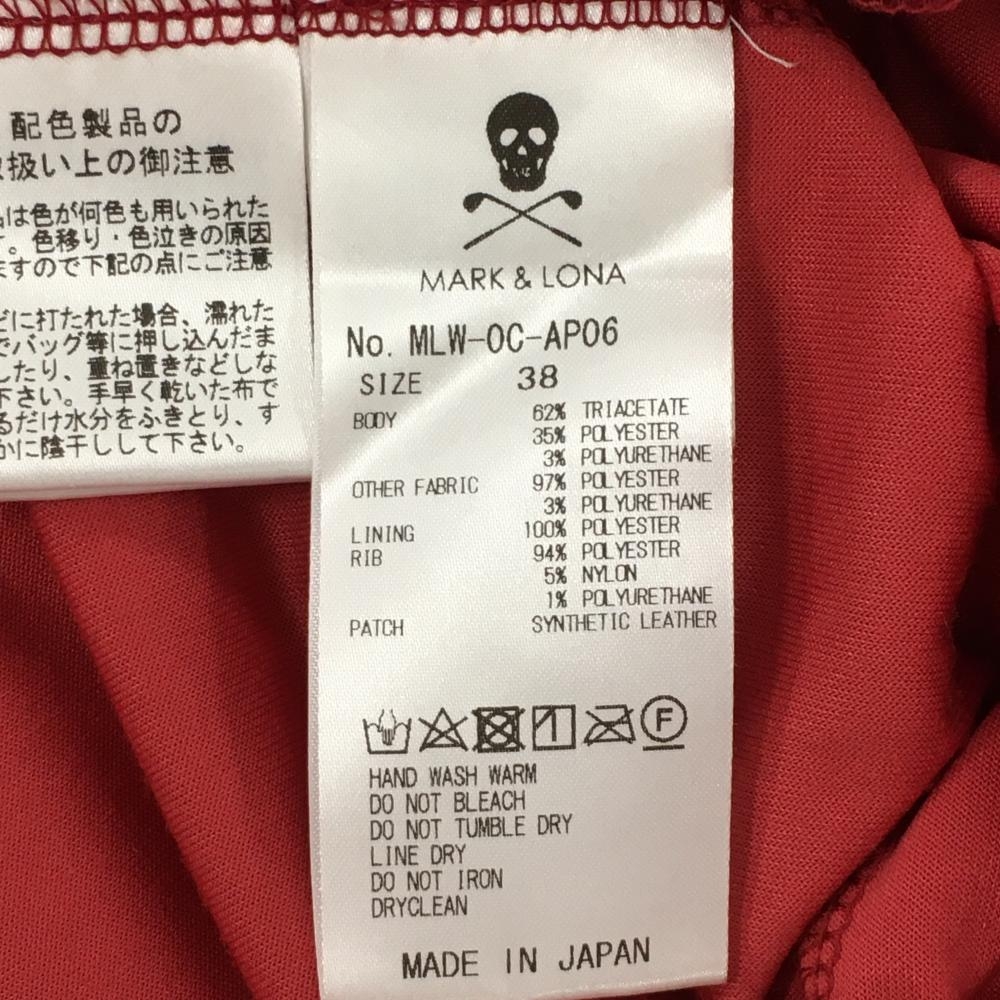 配色製品の
扱い上の御注意
は色が何色も用いられた
。色移り・色泣きの原因
ますので下記の点にご注意
どに打たれた場合、濡れた
でバッグ等に押し込んだま
したり、重ね置きなどしな
下さい。手早く乾いた布で
るだけ水分をふきとり、す
かに陰干しして下さい。
MARK & LONA
No. MLW-OC-AP06
SIZE 38
BODY 62% TRIACETATE
35% POLYESTER
3% POLYURETHANE
OTHER FABRIC 97% POLYESTER
3% POLYURETHANE
LINING 100% POLYESTER
RIB 94% POLYESTER
5% NYLON
1% POLYURETHANE
PATCH SYNTHETIC LEATHER
F
HAND WASH WARM
DO NOT BLEACH
DO NOT TUMBLE DRY
LINE DRY
DO NOT IRON
DRYCLEAN
MADE IN JAPAN